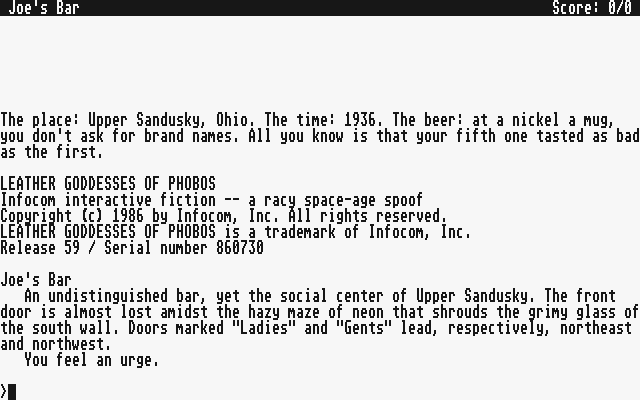 Joe's Bar Score: 0/0
The place: Upper Sandusky, Ohio. The time: 1936. The beer: at a nickel a mug,
you don't ask for brand names. All you know is that your fifth one tasted as bad
as the first.
LEATHER GODDESSES OF PHOBOS
Infocom interactive fiction -- a racy space-age spoof
Copyright (c) 1986 by Infocom, Inc. All rights reserved.
LEATHER GODDESSES OF PHOBOS is a trademark of Infocom, Inc.
Release 59 / Serial number 860730
Joe's Bar
An undistinguished bar, yet the social center of Upper Sandusky. The front
door is almost lost amidst the hazy maze of neon that shrouds the grimy glass of
the south wall. Doors marked "Ladies" and "Gents" lead, respectively, northeast
and northwest.
You feel an urge.
>